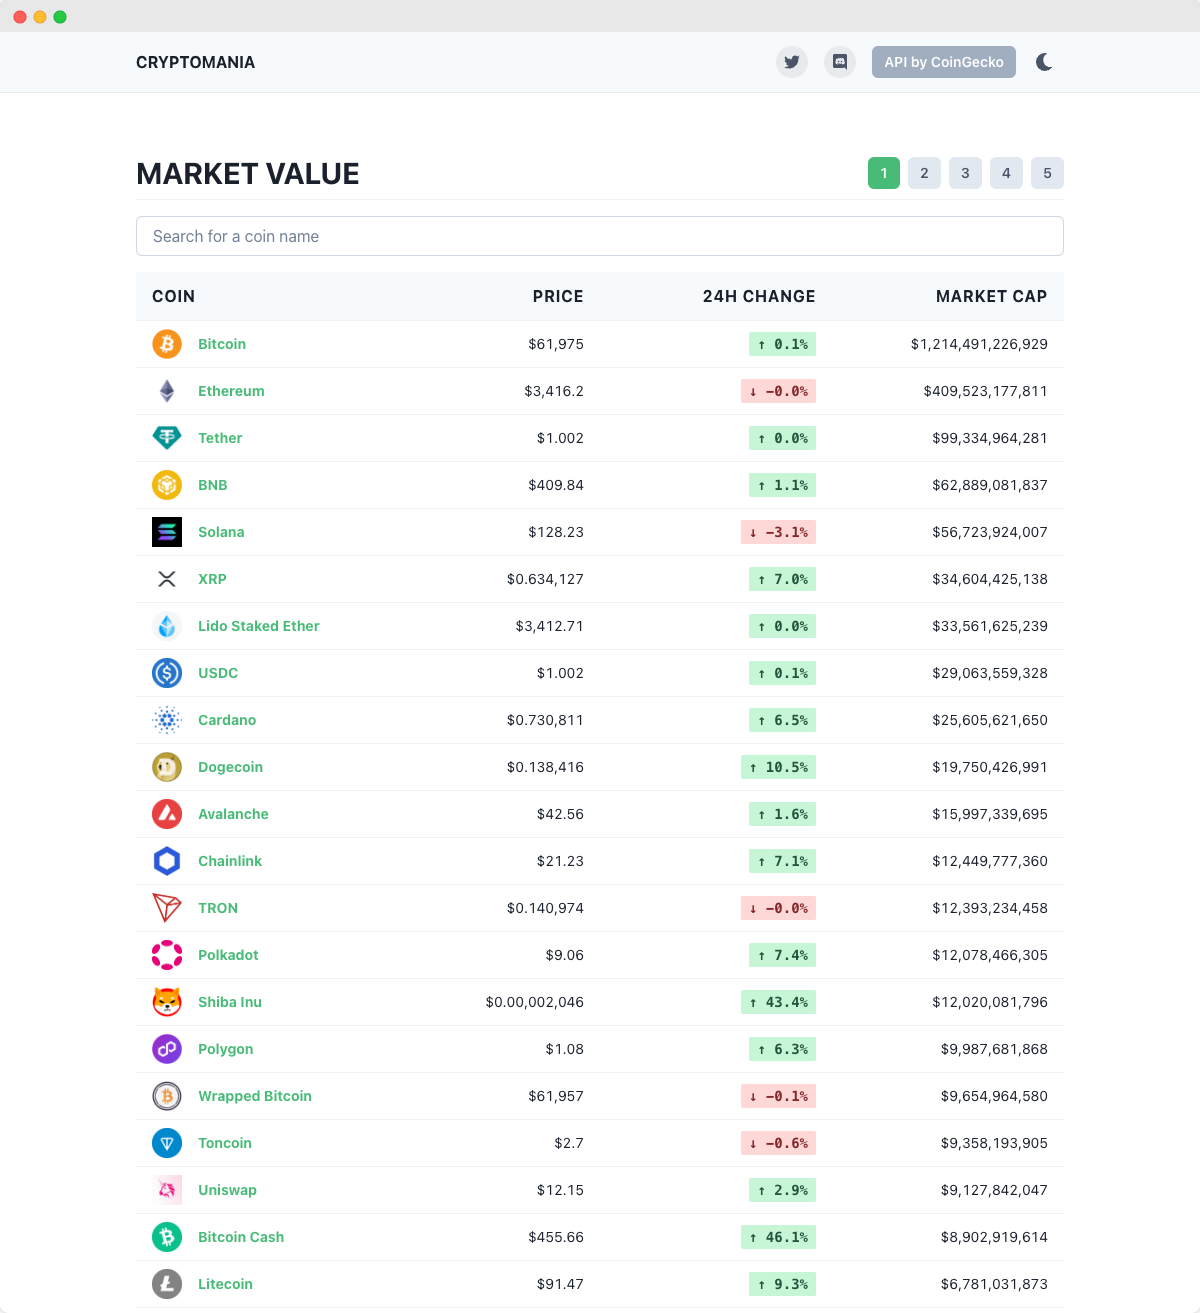 CRYPTOMANIA API by CoinGecko
MARKET VALUE 1 2 3 4 5
Search for a coin name
COIN PRICE 24H CHANGE MARKET CAP
Bitcoin $61,975 ↑ 0.1% $1,214,491,226,929
Ethereum $3,416.2 ↓ −0.0% $409,523,177,811
Tether $1.002 ↑ 0.0% $99,334,964,281
BNB $409.84 ↑ 1.1% $62,889,081,837
Solana $128.23 ↓ −3.1% $56,723,924,007
XRP $0.634,127 ↑ 7.0% $34,604,425,138
Lido Staked Ether $3,412.71 ↑ 0.0% $33,561,625,239
USDC $1.002 ↑ 0.1% $29,063,559,328
Cardano $0.730,811 ↑ 6.5% $25,605,621,650
Dogecoin $0.138,416 ↑ 10.5% $19,750,426,991
Avalanche $42.56 ↑ 1.6% $15,997,339,695
Chainlink $21.23 ↑ 7.1% $12,449,777,360
TRON $0.140,974 ↓ −0.0% $12,393,234,458
Polkadot $9.06 ↑ 7.4% $12,078,466,305
Shiba Inu $0.00,002,046 ↑ 43.4% $12,020,081,796
Polygon $1.08 ↑ 6.3% $9,987,681,868
Wrapped Bitcoin $61,957 ↓ −0.1% $9,654,964,580
Toncoin $2.7 ↓ −0.6% $9,358,193,905
Uniswap $12.15 ↑ 2.9% $9,127,842,047
Bitcoin Cash $455.66 ↑ 46.1% $8,902,919,614
Litecoin $91.47 ↑ 9.3% $6,781,031,873